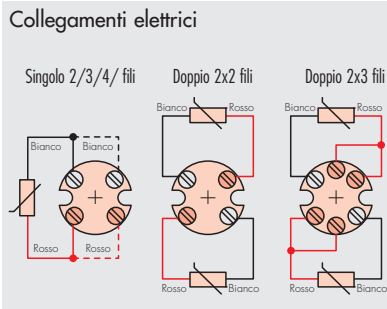 Collegamenti elettrici
Singolo 2/3/4/ fili
Doppio 2x2 fili
Doppio 2x3 fili
Bianco Rosso
Bianco Rosso
Bianco Bianco
Rosso Rosso
Rosso Bianco
Rosso Bianco